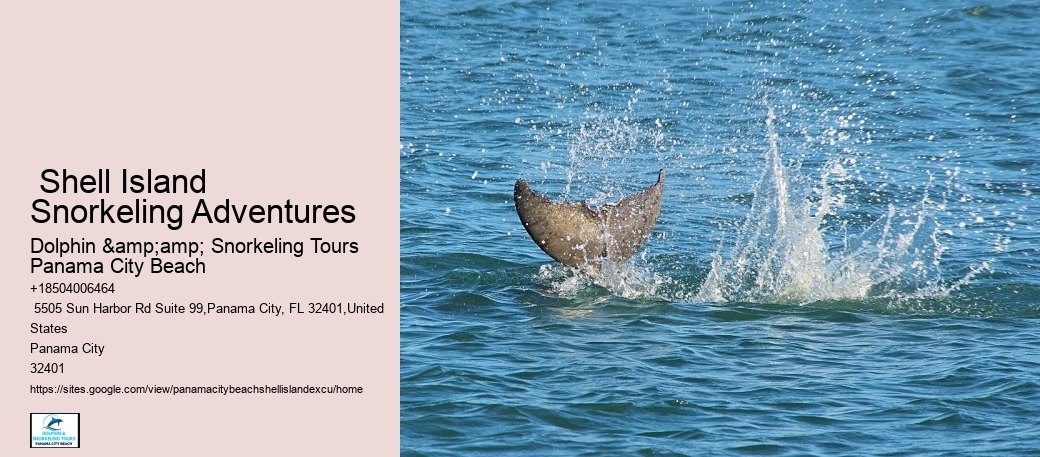 Shell Island
Snorkeling Adventures
Dolphin &amp;amp; Snorkeling Tours
Panama City Beach
+18504006464
5505 Sun Harbor Rd Suite 99,Panama City, FL 32401,United
States
Panama City
32401
https://sites.google.com/view/panamacitybeachshellislandexcu/home
DOLPHIN &
SNORKELING TOURS
PANAMA CITY BEACH